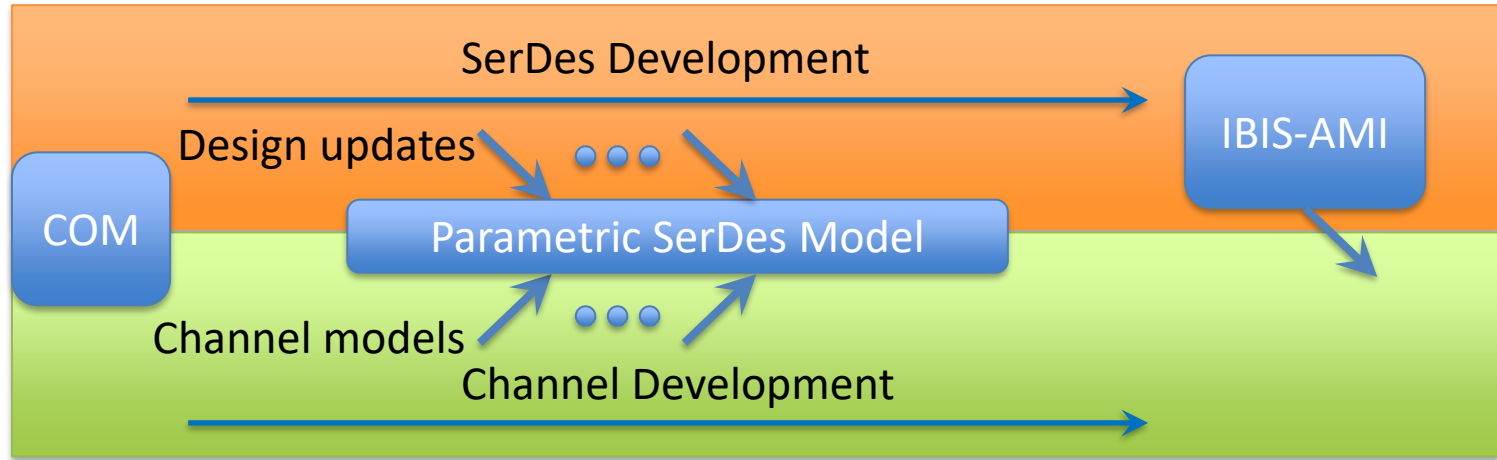 SerDes Development
IBIS-AMI
Design updates
COM
Parametric SerDes Model
Channel models
Channel Development